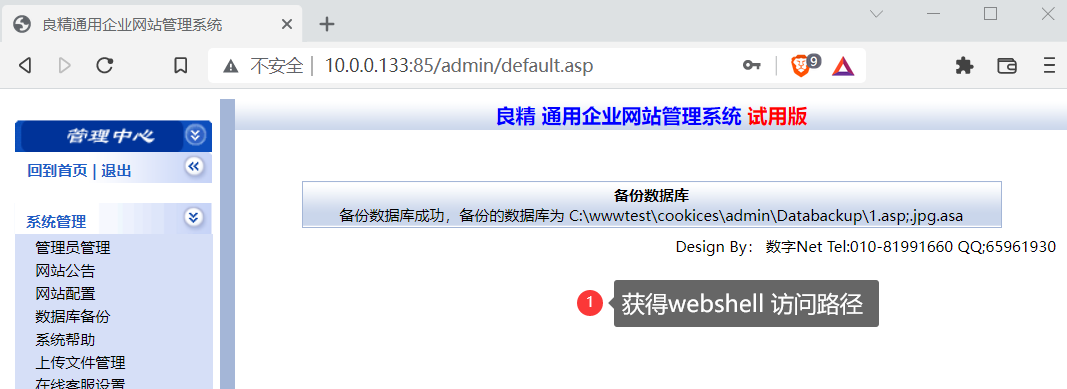 良精通用企业网站管理系统
不安全 | 10.0.0.133:85/admin/default.asp
9
良精 通用企业网站管理系统 试用版
管理中心
回到首页 | 退出
系统管理
管理员管理
网站公告
网站配置
数据库备份
系统帮助
上传文件管理
在线客服设置
备份数据库
备份数据库成功，备份的数据库为 C:\wwwtest\cookices\admin\Databackup\1.asp;.jpg.asa
Design By： 数字Net Tel:010-81991660 QQ;65961930
1 获得webshell 访问路径